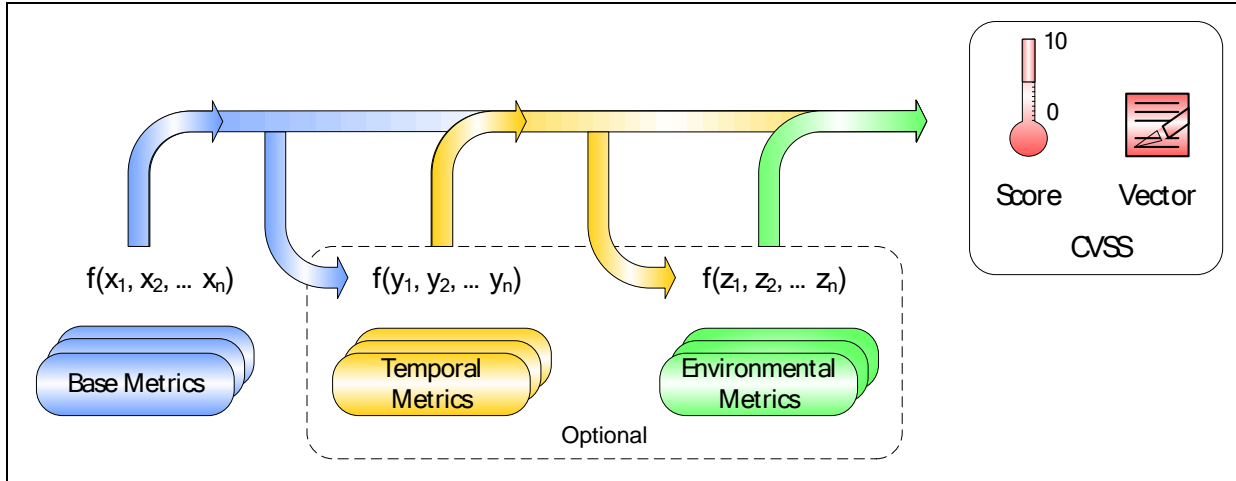 10
0
Score
Vector
CVSS
f(x₁, x₂, ... xₙ)
f(y₁, y₂, ... yₙ)
f(z₁, z₂, ... zₙ)
Base Metrics
Temporal
Metrics
Environmental
Metrics
Optional